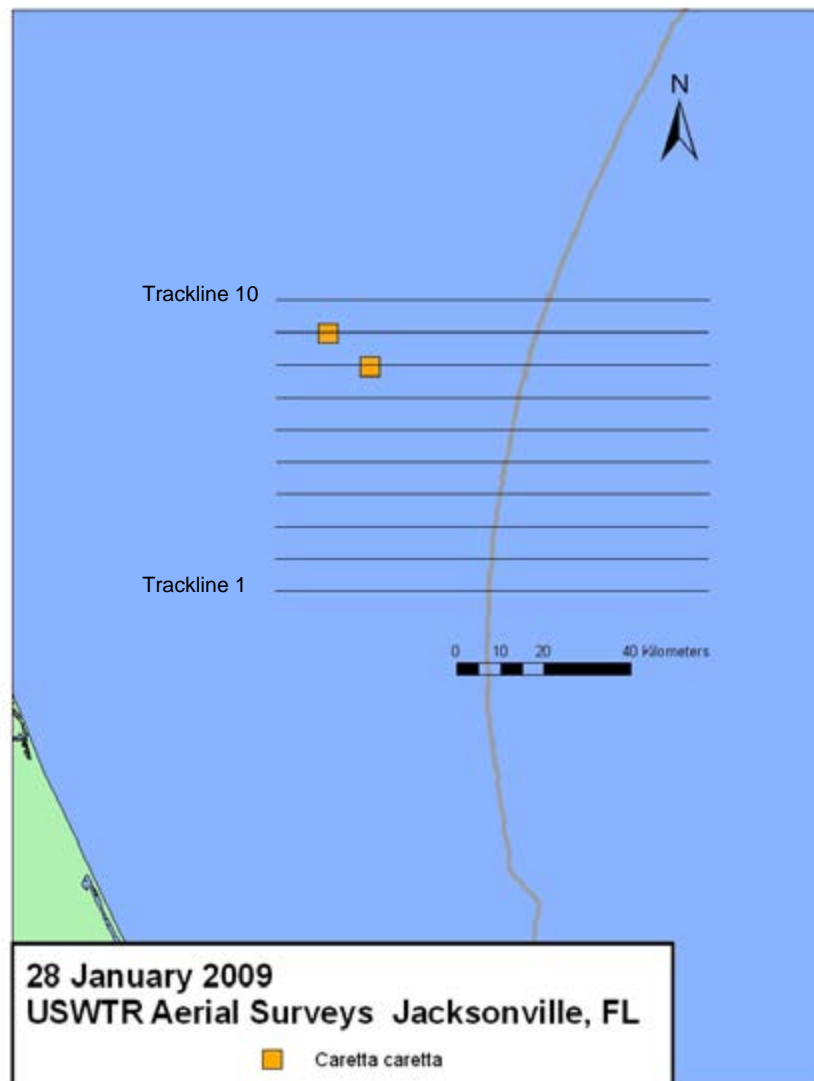 N
Trackline 10
Trackline 1
0 10 20 40 Kilometers
28 January 2009
USWTR Aerial Surveys Jacksonville, FL
Caretta caretta